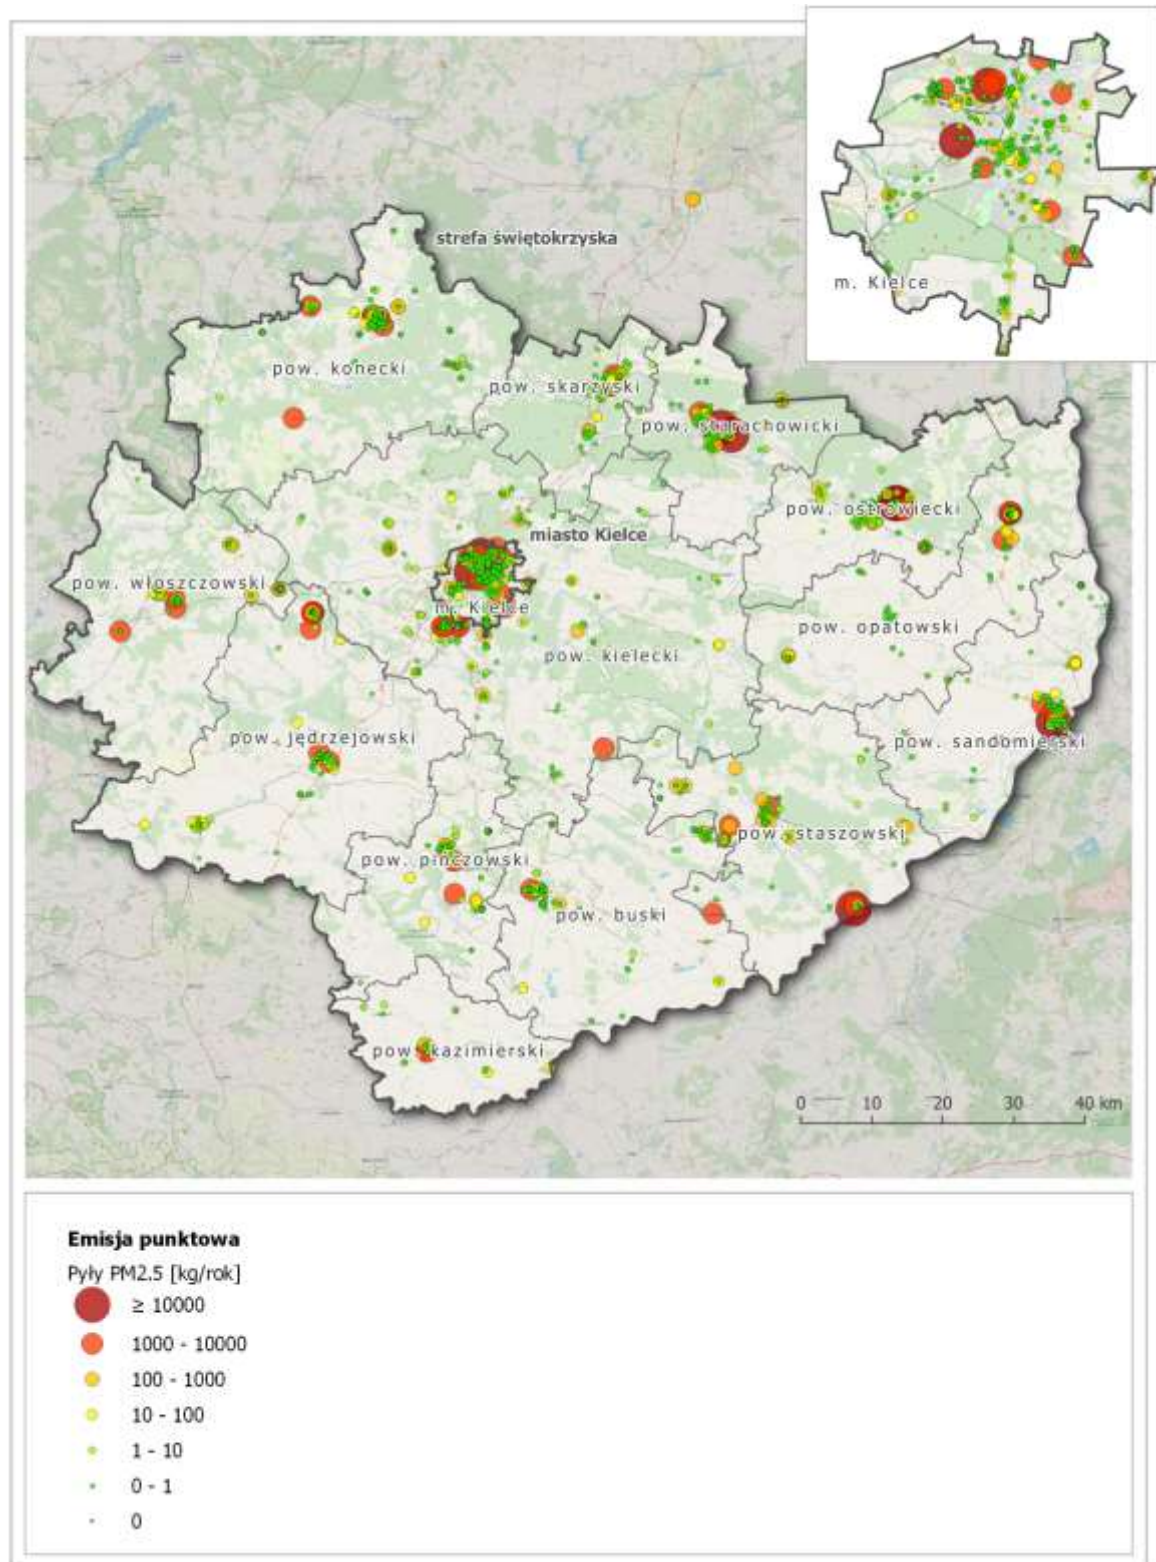 m. Kielce
strefa świętokrzyska
pow. konecki
pow. skarżyski
pow. starachowicki
pow. ostrowiecki
miasto Kielce
pow. włoszczowski
m. Kielce
pow. opatowski
pow. kielecki
pow. jędrzejowski
pow. sandomierski
pow. staszowski
pow. pińczowski
pow. buski
pow. kazimierski
0 10 20 30 40 km
Emisja punktowa
Pyły PM2.5 [kg/rok]
≥ 10000
1000 - 10000
100 - 1000
10 - 100
1 - 10
0 - 1
0